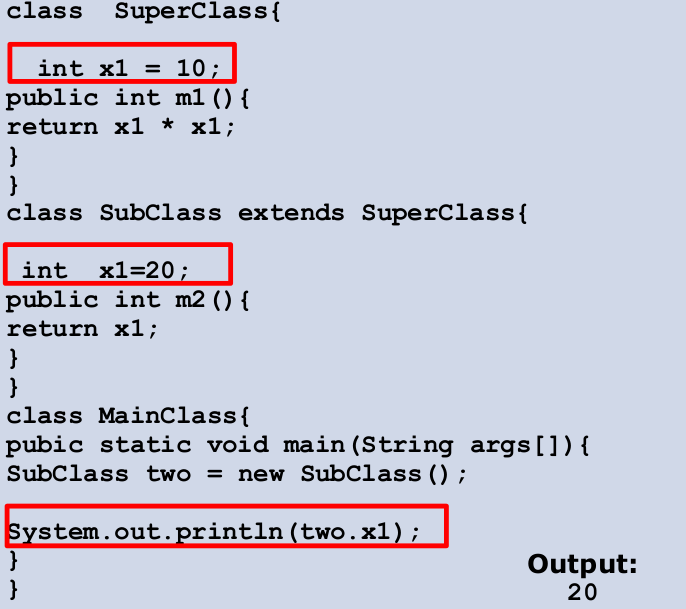 class  SuperClass{
int x1 = 10;
public int m1(){
return x1 * x1;
}
}
class SubClass extends SuperClass{
int  x1=20;
public int m2(){
return x1;
}
}
class MainClass{
pubic static void main(String args[]){
SubClass two = new SubClass();
System.out.println(two.x1);
}
}
Output:
20